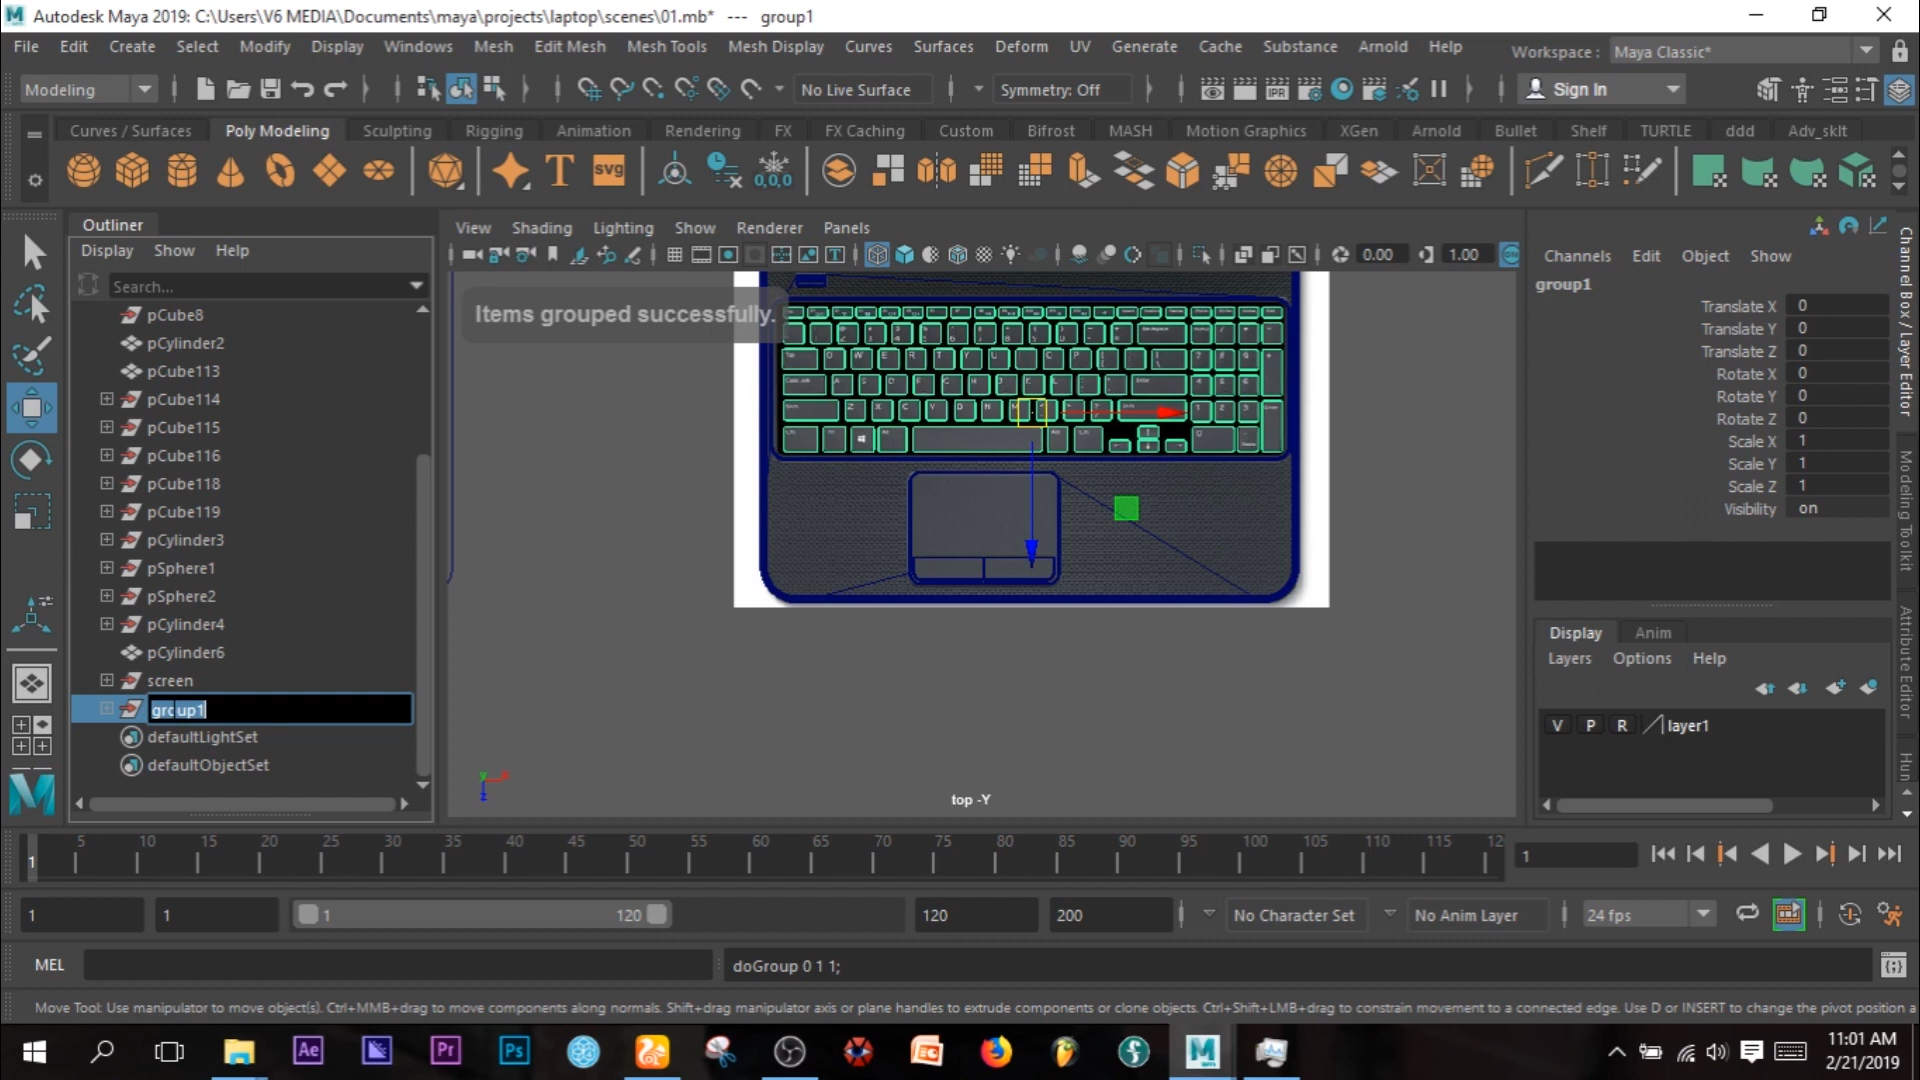 Autodesk Maya 2019: C:\Users\V6 MEDIA\Documents\maya\projects\laptop\scenes\01.mb*  ---  group1
File Edit Create Select Modify Display Windows Mesh Edit Mesh Mesh Tools Mesh Display Curves Surfaces Deform UV Generate Cache Substance Arnold Help
Workspace : Maya Classic*
Modeling No Live Surface Symmetry: Off Sign In
Curves / Surfaces Poly Modeling Sculpting Rigging Animation Rendering FX FX Caching Custom Bifrost MASH Motion Graphics XGen Arnold Bullet Shelf TURTLE ddd Adv_sklt
T SVG 0,0,0
Outliner
Display Show Help
Search...
pCube8
pCylinder2
pCube113
pCube114
pCube115
pCube116
pCube118
pCube119
pCylinder3
pSphere1
pSphere2
pCylinder4
pCylinder6
screen
group1
defaultLightSet
defaultObjectSet
View Shading Lighting Show Renderer Panels
0.00 1.00
Items grouped successfully.
top -Y
Channels Edit Object Show
group1
Translate X 0
Translate Y 0
Translate Z 0
Rotate X 0
Rotate Y 0
Rotate Z 0
Scale X 1
Scale Y 1
Scale Z 1
Visibility on
Display Anim
Layers Options Help
V P R layer1
Channel Box / Layer Editor
Modeling Toolkit
Attribute Editor
Hun
5 10 15 20 25 30 35 40 45 50 55 60 65 70 75 80 85 90 95 100 105 110 115 12
1 1
1 1 1 120 120 200 No Character Set No Anim Layer 24 fps
MEL doGroup 0 1 1;
Move Tool: Use manipulator to move object(s). Ctrl+MMB+drag to move components along normals. Shift+drag manipulator axis or plane handles to extrude components or clone objects. Ctrl+Shift+LMB+drag to constrain movement to a connected edge. Use D or INSERT to change the pivot position a
Ae Pr Ps
11:01 AM
2/21/2019